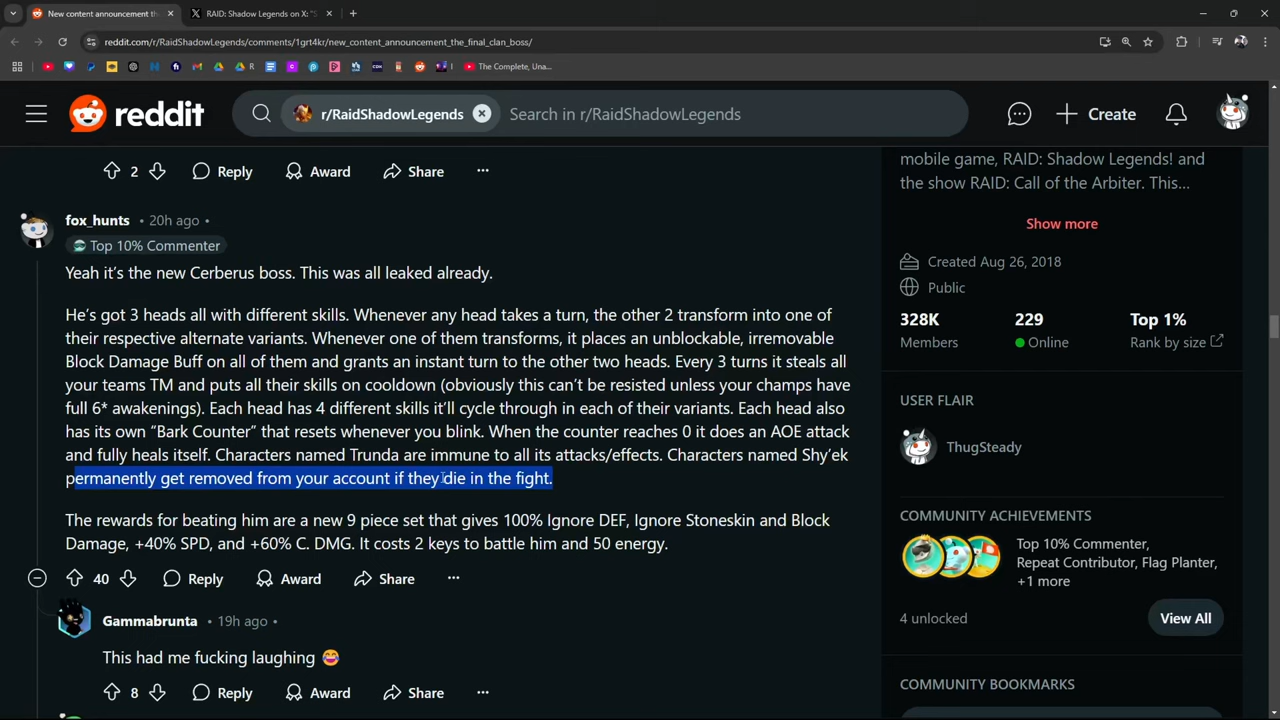 New content announcement th
RAID: Shadow Legends on X: "S
reddit.com/r/RaidShadowLegends/comments/1grt4kr/new_content_announcement_the_final_clan_boss/
R
The Complete, Una...
reddit
r/RaidShadowLegends
Search in r/RaidShadowLegends
Create
2
Reply
Award
Share
fox_hunts
20h ago
Top 10% Commenter
Yeah it's the new Cerberus boss. This was all leaked already.
He's got 3 heads all with different skills. Whenever any head takes a turn, the other 2 transform into one of
their respective alternate variants. Whenever one of them transforms, it places an unblockable, irremovable
Block Damage Buff on all of them and grants an instant turn to the other two heads. Every 3 turns it steals all
your teams TM and puts all their skills on cooldown (obviously this can't be resisted unless your champs have
full 6* awakenings). Each head has 4 different skills it'll cycle through in each of their variants. Each head also
has its own "Bark Counter" that resets whenever you blink. When the counter reaches 0 it does an AOE attack
and fully heals itself. Characters named Trunda are immune to all its attacks/effects. Characters named Shy'ek
permanently get removed from your account if they die in the fight.
The rewards for beating him are a new 9 piece set that gives 100% Ignore DEF, Ignore Stoneskin and Block
Damage, +40% SPD, and +60% C. DMG. It costs 2 keys to battle him and 50 energy.
40
Reply
Award
Share
Gammabrunta
19h ago
This had me fucking laughing 😂
8
Reply
Award
Share
mobile game, RAID: Shadow Legends! and
the show RAID: Call of the Arbiter. This...
Show more
Created Aug 26, 2018
Public
328K
229
Top 1%
Members
Online
Rank by size
USER FLAIR
ThugSteady
COMMUNITY ACHIEVEMENTS
Top 10% Commenter,
Repeat Contributor, Flag Planter,
+1 more
4 unlocked
View All
COMMUNITY BOOKMARKS